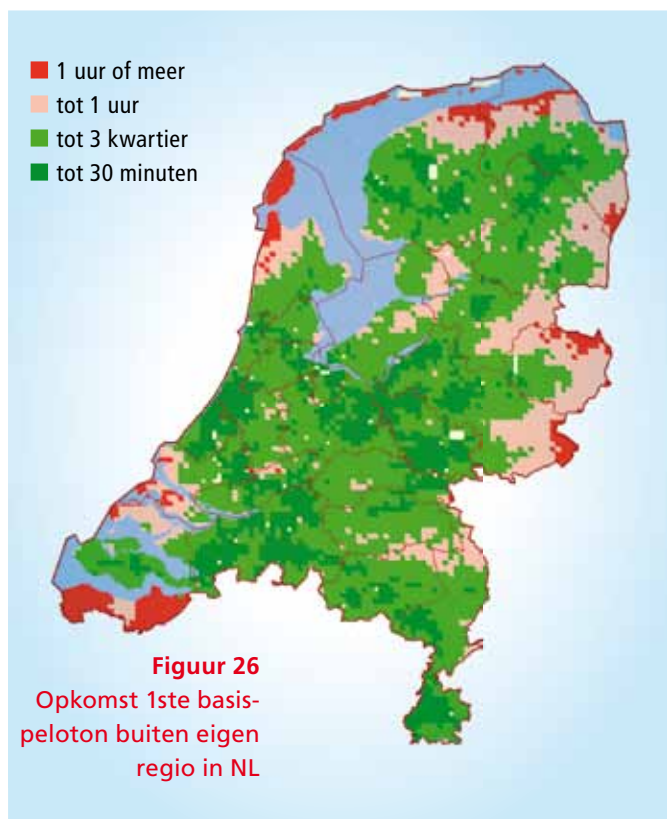 1 uur of meer
tot 1 uur
tot 3 kwartier
tot 30 minuten
Figuur 26
Opkomst 1ste basis-
peloton buiten eigen
regio in NL